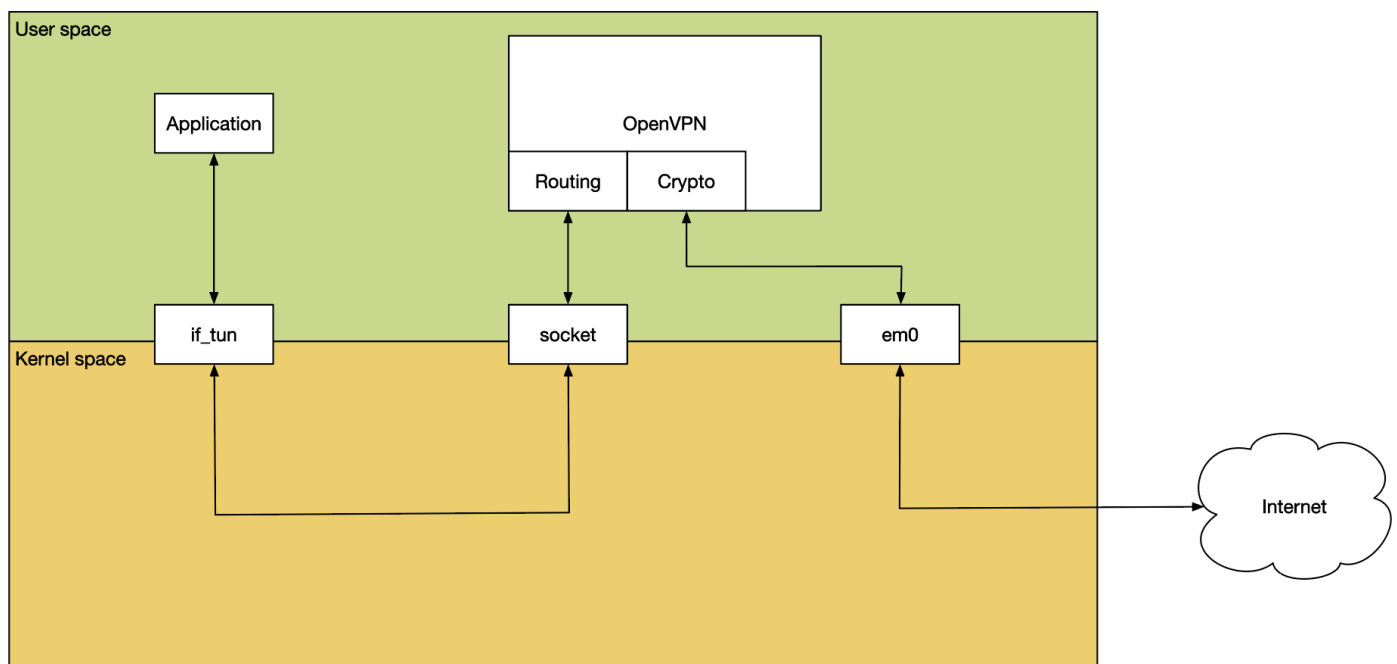 User space
Application
OpenVPN
Routing
Crypto
if_tun
socket
em0
Kernel space
Internet